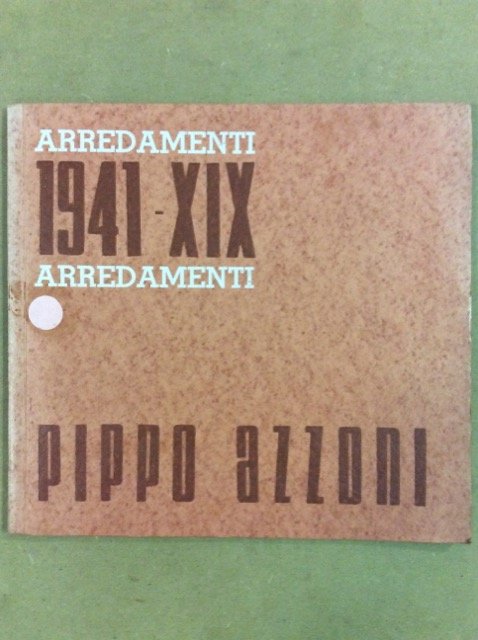 ARREDAMENTI
1941-XIX
ARREDAMENTI
PIPPO aZZONI